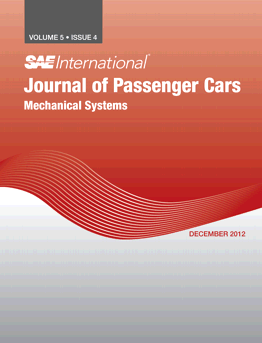 VOLUME 5 • ISSUE 4
SAE International
Journal of Passenger Cars
Mechanical Systems
DECEMBER 2012